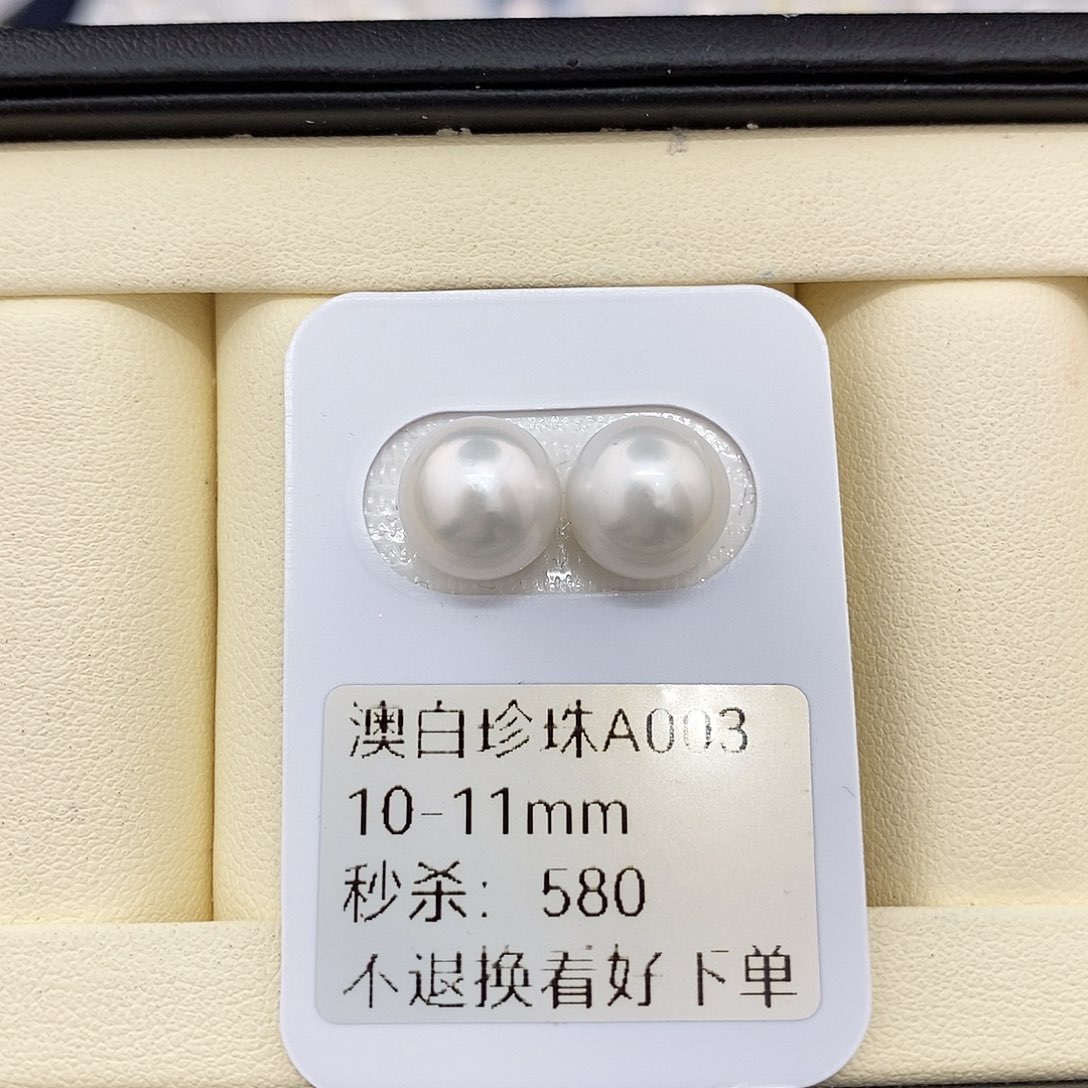 澳白珍珠A003
10-11mm
秒杀: 580
不退换看好下单